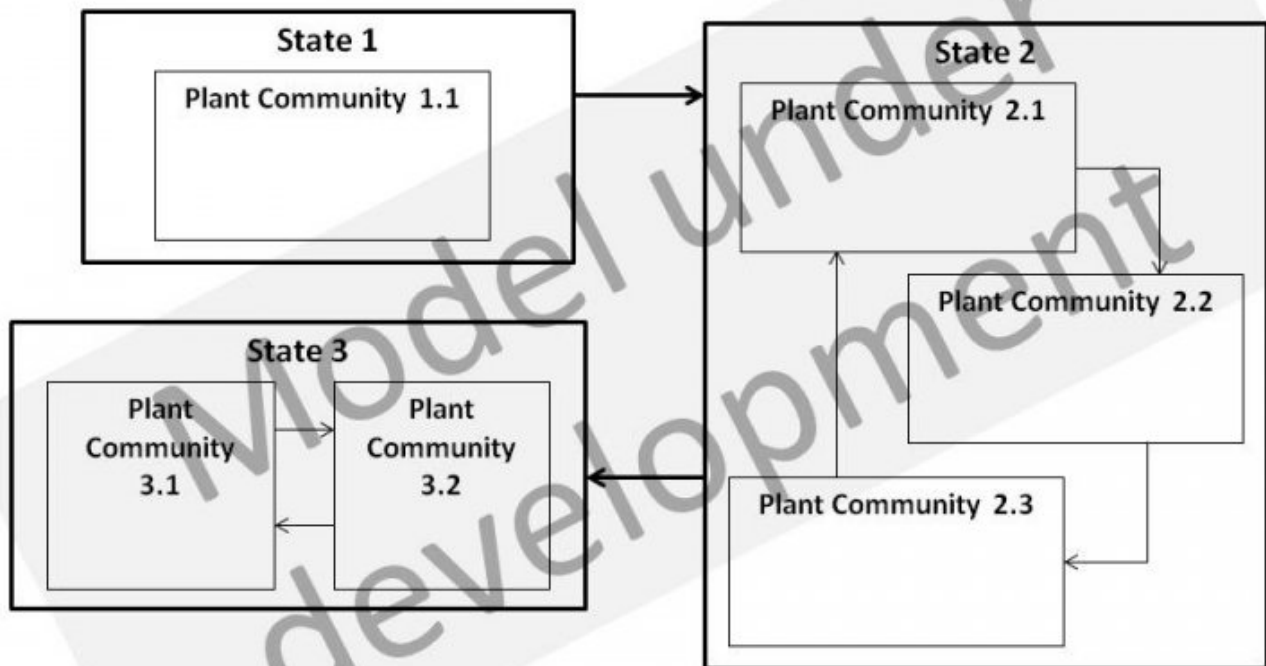 State 1
Plant Community 1.1
State 2
Plant Community 2.1
Plant Community 2.2
Plant Community 2.3
State 3
Plant
Community
3.1
Plant
Community
3.2
Model under
development